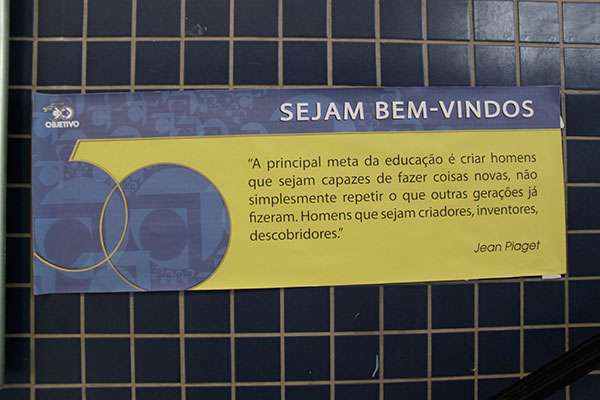 SEJAM BEM-VINDOS
OBJETIVO
50
"A principal meta da educação é criar homens
que sejam capazes de fazer coisas novas, não
simplesmente repetir o que outras gerações já
fizeram. Homens que sejam criadores, inventores,
descobridores."
Jean Piaget